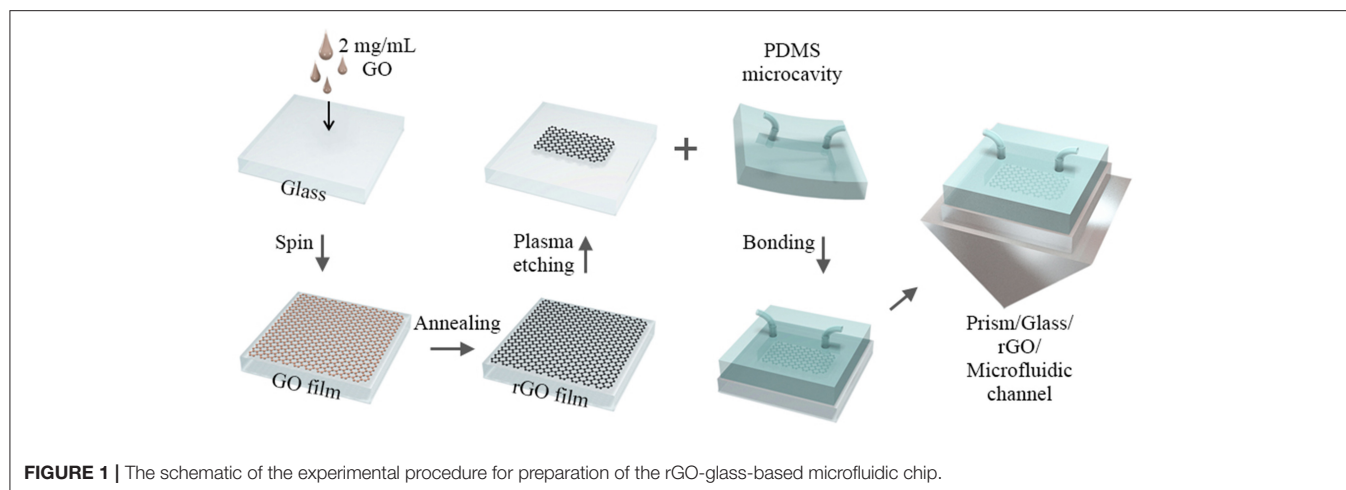 2 mg/mL
GO
Glass
Spin
GO film
Annealing
rGO film
Plasma
etching
+
PDMS
microcavity
Bonding
Prism/Glass/
rGO/
Microfluidic
channel
FIGURE 1 | The schematic of the experimental procedure for preparation of the rGO-glass-based microfluidic chip.